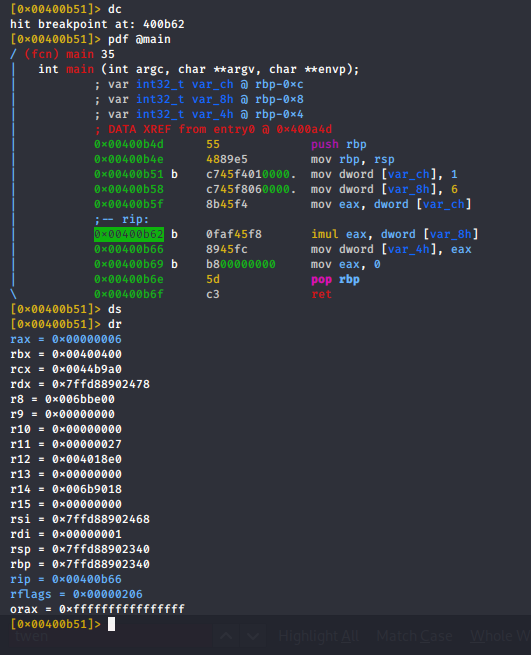 [0×00400b51]> dc
hit breakpoint at: 400b62
[0×00400b51]> pdf @main
/ (fcn) main 35
| int main (int argc, char **argv, char **envp);
| ; var int32_t var_ch @ rbp-0×c
| ; var int32_t var_8h @ rbp-0×8
| ; var int32_t var_4h @ rbp-0×4
| ; DATA XREF from entry0 @ 0×400a4d
| 0×00400b4d 55 push rbp
| 0×00400b4e 4889e5 mov rbp, rsp
| 0×00400b51 b c745f4010000. mov dword [var_ch], 1
| 0×00400b58 c745f8060000. mov dword [var_8h], 6
| 0×00400b5f 8b45f4 mov eax, dword [var_ch]
| ;-- rip:
| 0×00400b62 b 0faf45f8 imul eax, dword [var_8h]
| 0×00400b66 8945fc mov dword [var_4h], eax
| 0×00400b69 b b800000000 mov eax, 0
| 0×00400b6e 5d pop rbp
\ 0×00400b6f c3 ret
[0×00400b51]> ds
[0×00400b51]> dr
rax = 0×00000006
rbx = 0×00400400
rcx = 0×0044b9a0
rdx = 0×7ffd88902478
r8 = 0×006bbe00
r9 = 0×00000000
r10 = 0×00000000
r11 = 0×00000027
r12 = 0×004018e0
r13 = 0×00000000
r14 = 0×006b9018
r15 = 0×00000000
rsi = 0×7ffd88902468
rdi = 0×00000001
rsp = 0×7ffd88902340
rbp = 0×7ffd88902340
rip = 0×00400b66
rflags = 0×00000206
orax = 0×ffffffffffffffff
[0×00400b51]>
Highlight All Match Case Whole W